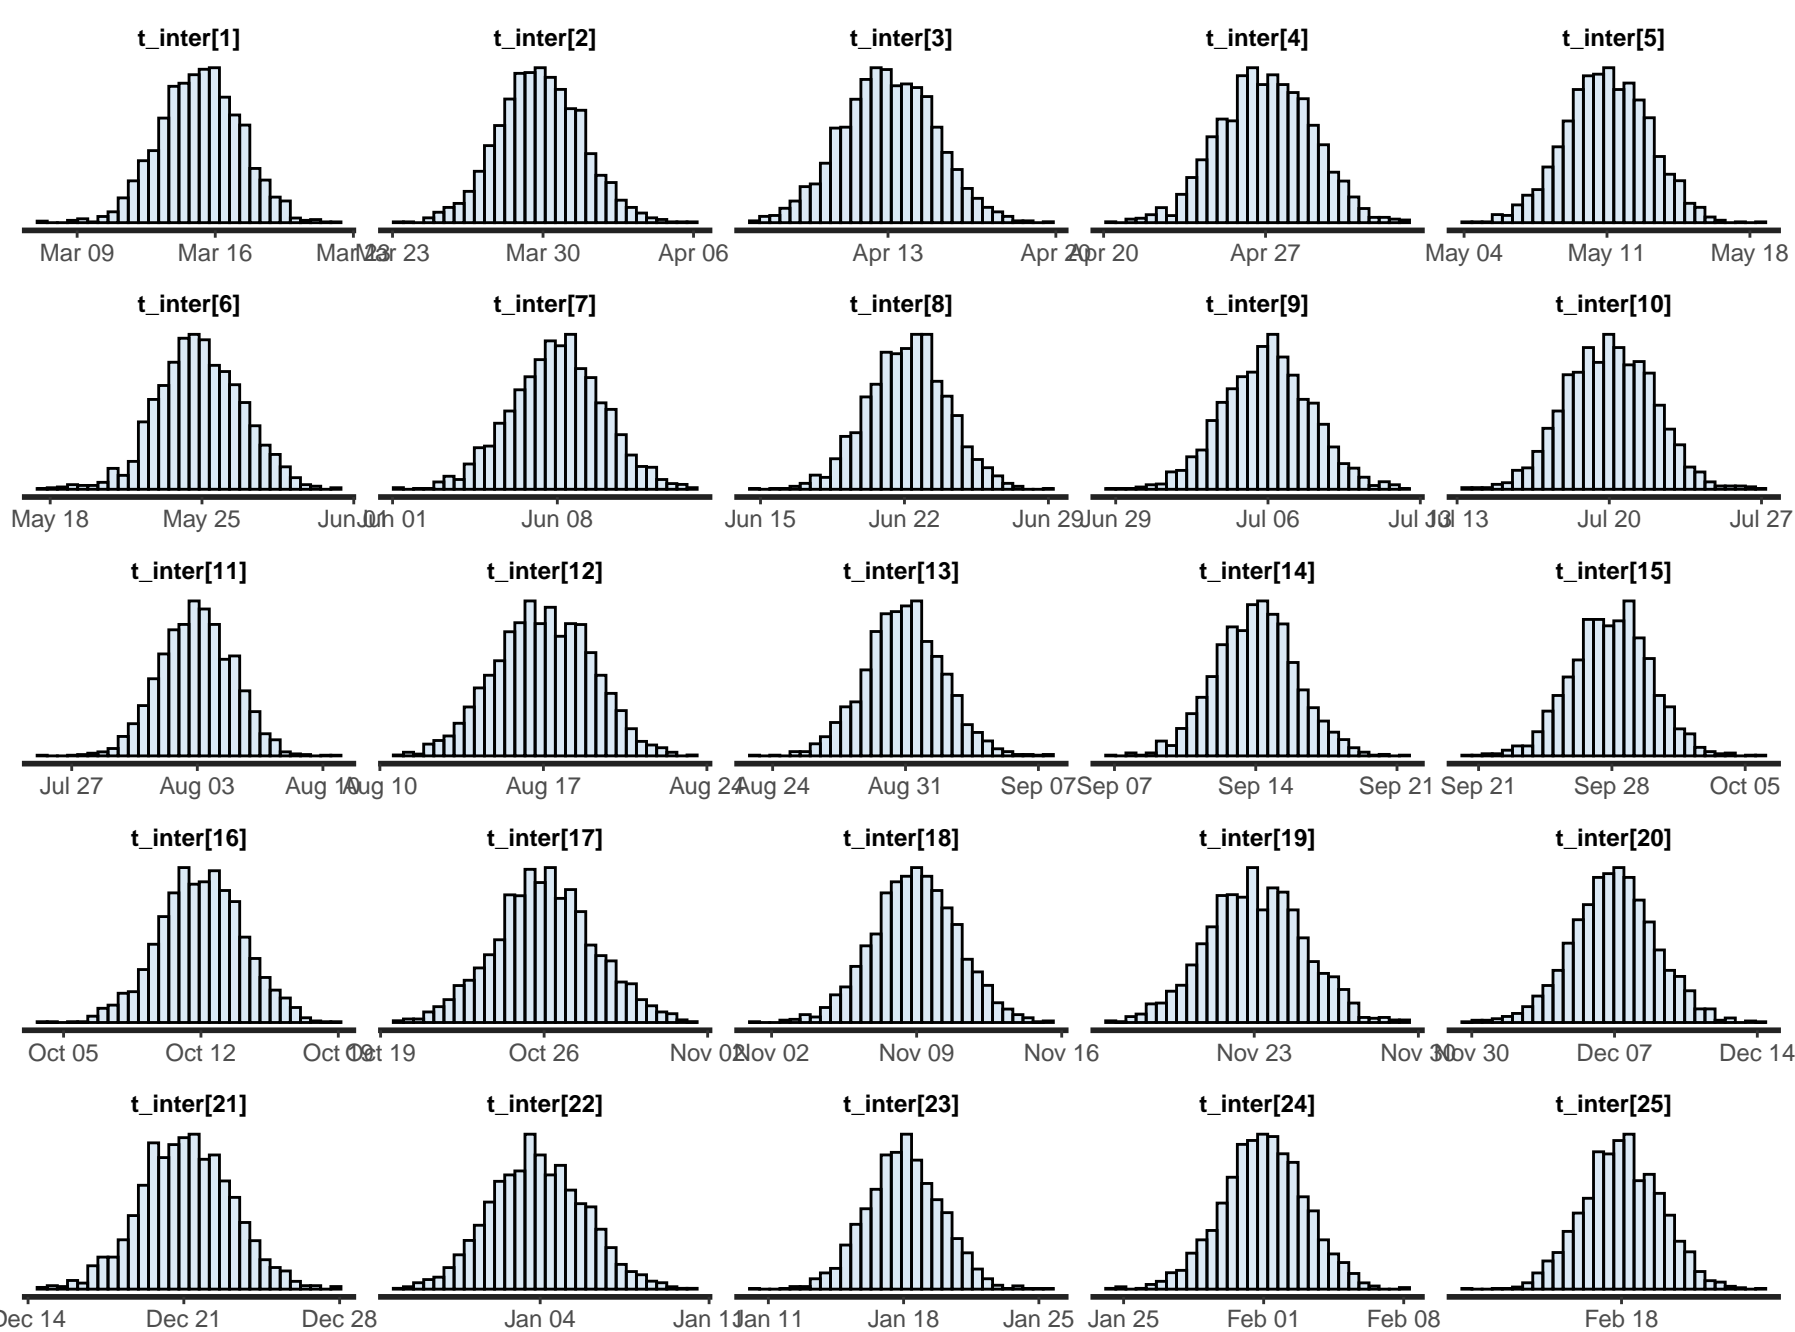 t_inter[1] t_inter[2] t_inter[3] t_inter[4] t_inter[5]
Mar 09 Mar 16 Mar 23 Mar 23 Mar 30 Apr 06 Apr 13 Apr 20 Apr 20 Apr 27 May 04 May 11 May 18
t_inter[6] t_inter[7] t_inter[8] t_inter[9] t_inter[10]
May 18 May 25 Jun 01 Jun 01 Jun 08 Jun 15 Jun 22 Jun 29 Jun 29 Jul 06 Jul 13 Jul 13 Jul 20 Jul 27
t_inter[11] t_inter[12] t_inter[13] t_inter[14] t_inter[15]
Jul 27 Aug 03 Aug 10 Aug 10 Aug 17 Aug 24 Aug 24 Aug 31 Sep 07 Sep 07 Sep 14 Sep 21 Sep 21 Sep 28 Oct 05
t_inter[16] t_inter[17] t_inter[18] t_inter[19] t_inter[20]
Oct 05 Oct 12 Oct 19 Oct 19 Oct 26 Nov 02 Nov 02 Nov 09 Nov 16 Nov 23 Nov 30 Nov 30 Dec 07 Dec 14
t_inter[21] t_inter[22] t_inter[23] t_inter[24] t_inter[25]
Dec 14 Dec 21 Dec 28 Jan 04 Jan 11 Jan 11 Jan 18 Jan 25 Jan 25 Feb 01 Feb 08 Feb 18